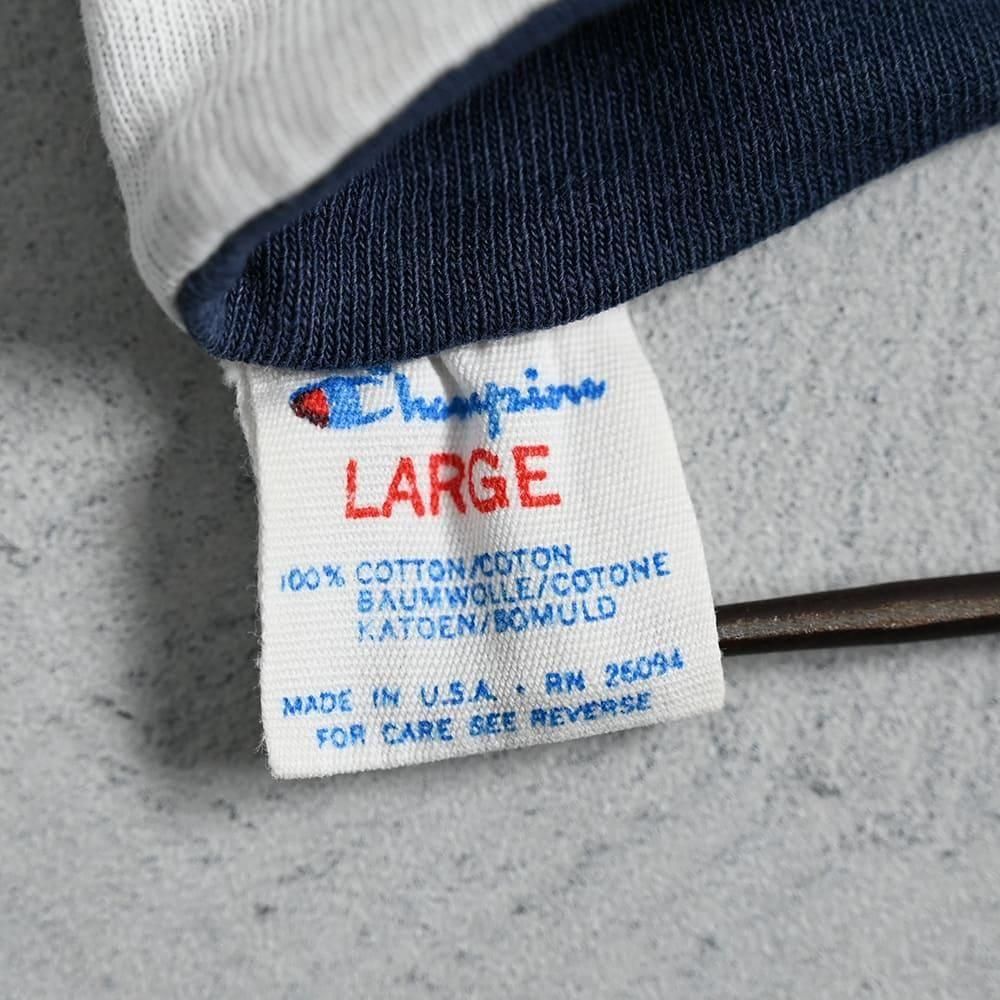 Champion
LARGE
100% COTTON/COTON
BAUMWOLLE/COTONE
KATOEN/BOMULD
MADE IN U.S.A. · RN 26094
FOR CARE SEE REVERSE